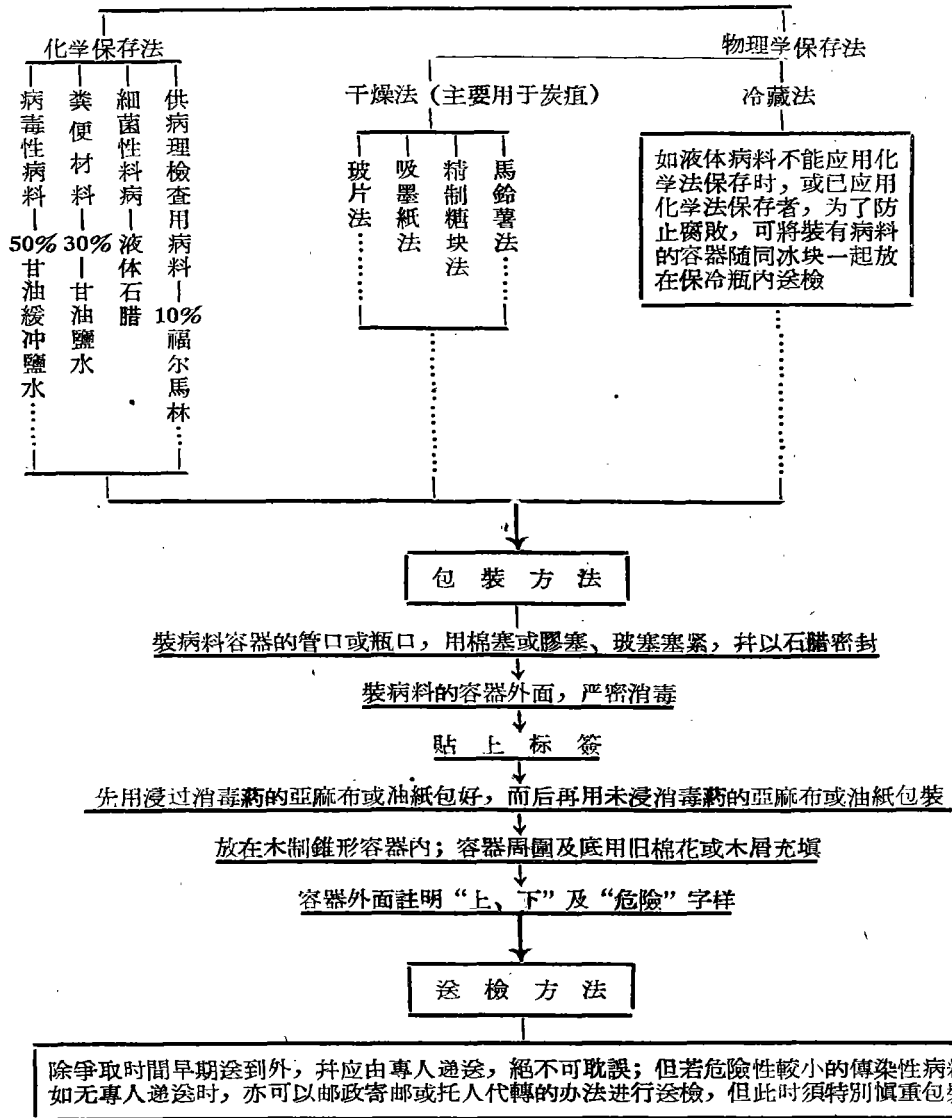 化学保存法
物理学保存法
病毒性病料—50%甘油緩冲鹽水
粪便材料—30%—甘油鹽水
細菌性料病—液体石腊
供病理檢查用病料—10%福尔馬林
干燥法（主要用于炭疽）
玻片法
吸墨紙法
精制糖块法
馬鈴薯法
冷藏法
如液体病料不能应用化
学法保存时，或已应用
化学法保存者，为了防
止腐敗，可將裝有病料
的容器随同冰块一起放
在保冷瓶內送檢
包裝方法
裝病料容器的管口或瓶口，用棉塞或膠塞、玻塞塞紧，幷以石腊密封
裝病料的容器外面，严密消毒
貼上标簽
先用浸过消毒葯的亞麻布或油紙包好，而后再用未浸消毒葯的亞麻布或油紙包裝
放在木制錐形容器內；容器周圍及底用旧棉花或木屑充塡
容器外面註明“上、下”及“危險”字样
送檢方法
除爭取时間早期送到外，幷应由專人递送，絕不可耽誤；但若危險性較小的傳染性病料
如无專人递送时，亦可以邮政寄邮或托人代轉的办法进行送檢，但此时須特別愼重包裝